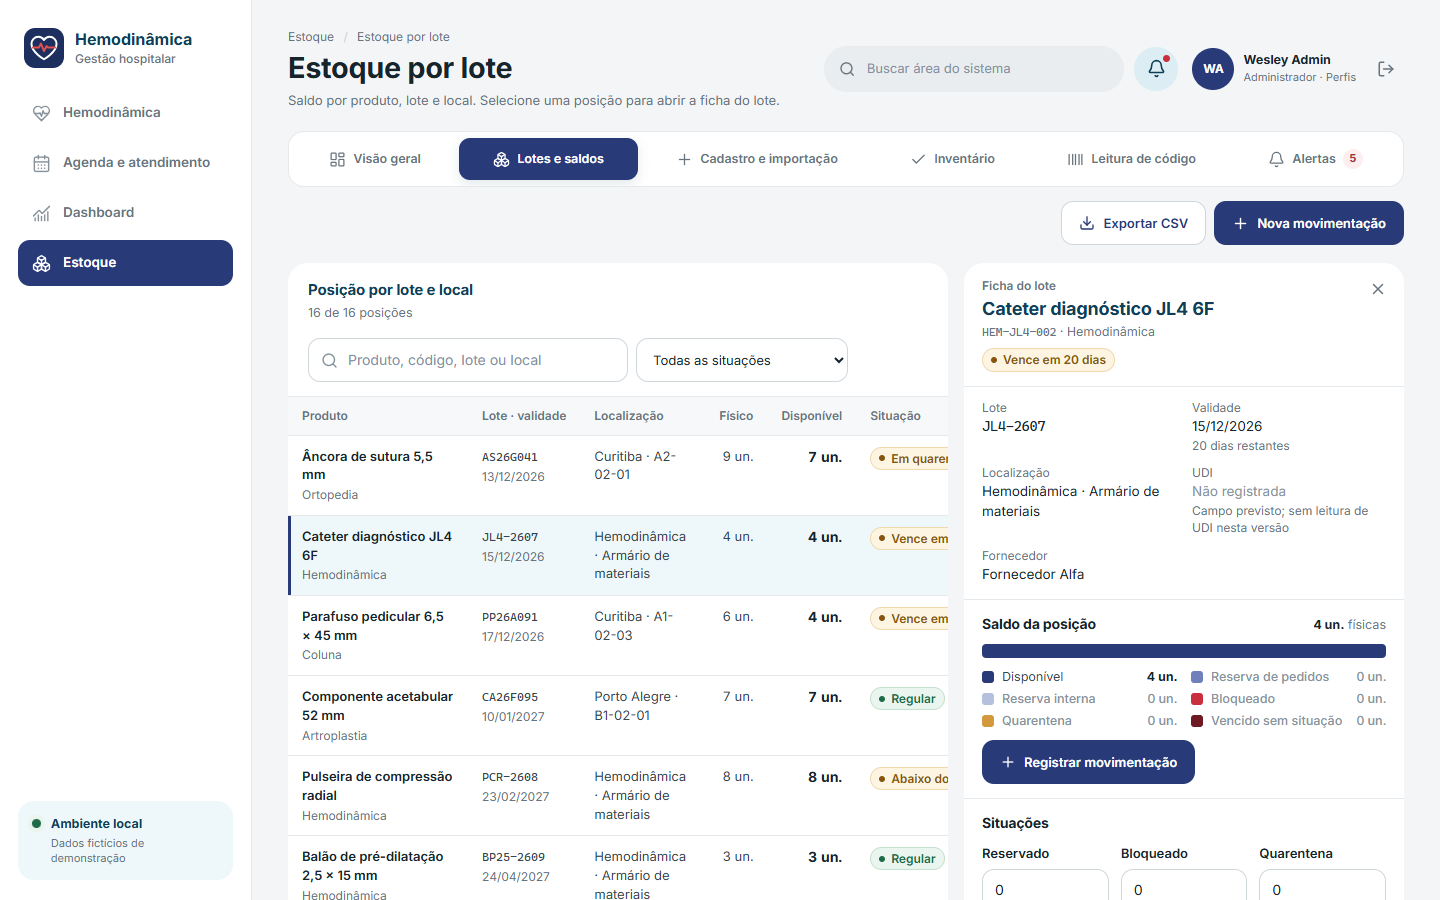 Hemodinâmica
Gestão hospitalar
Hemodinâmica
Agenda e atendimento
Dashboard
Estoque
Ambiente local
Dados fictícios de
demonstração
Estoque / Estoque por lote
Estoque por lote
Saldo por produto, lote e local. Selecione uma posição para abrir a ficha do lote.
Buscar área do sistema
WA
Wesley Admin
Administrador · Perfis
Visão geral
Lotes e saldos
Cadastro e importação
Inventário
Leitura de código
Alertas 5
Exportar CSV
Nova movimentação
Posição por lote e local
16 de 16 posições
Produto, código, lote ou local
Todas as situações
Produto Lote · validade Localização Físico Disponível Situação
Âncora de sutura 5,5
mm
Ortopedia
AS26G041
13/12/2026
Curitiba · A2-
02-01
9 un.
7 un.
Em quaren
Cateter diagnóstico JL4
6F
Hemodinâmica
JL4-2607
15/12/2026
Hemodinâmica
· Armário de
materiais
4 un.
4 un.
Vence em
Parafuso pedicular 6,5
× 45 mm
Coluna
PP26A091
17/12/2026
Curitiba · A1-
02-03
6 un.
4 un.
Vence em
Componente acetabular
52 mm
Artroplastia
CA26F095
10/01/2027
Porto Alegre ·
B1-02-01
7 un.
7 un.
Regular
Pulseira de compressão
radial
Hemodinâmica
PCR-2608
23/02/2027
Hemodinâmica
· Armário de
materiais
8 un.
8 un.
Abaixo do
Balão de pré-dilatação
2,5 × 15 mm
Hemodinâmica
BP25-2609
24/04/2027
Hemodinâmica
· Armário de
materiais
3 un.
3 un.
Regular
Ficha do lote
Cateter diagnóstico JL4 6F
HEM-JL4-002 · Hemodinâmica
Vence em 20 dias
Lote
JL4-2607
Validade
15/12/2026
20 dias restantes
Localização
Hemodinâmica · Armário de
materiais
UDI
Não registrada
Campo previsto; sem leitura de
UDI nesta versão
Fornecedor
Fornecedor Alfa
Saldo da posição
4 un. físicas
Disponível 4 un.
Reserva de pedidos 0 un.
Reserva interna 0 un.
Bloqueado 0 un.
Quarentena 0 un.
Vencido sem situação 0 un.
Registrar movimentação
Situações
Reservado Bloqueado Quarentena
0 0 0